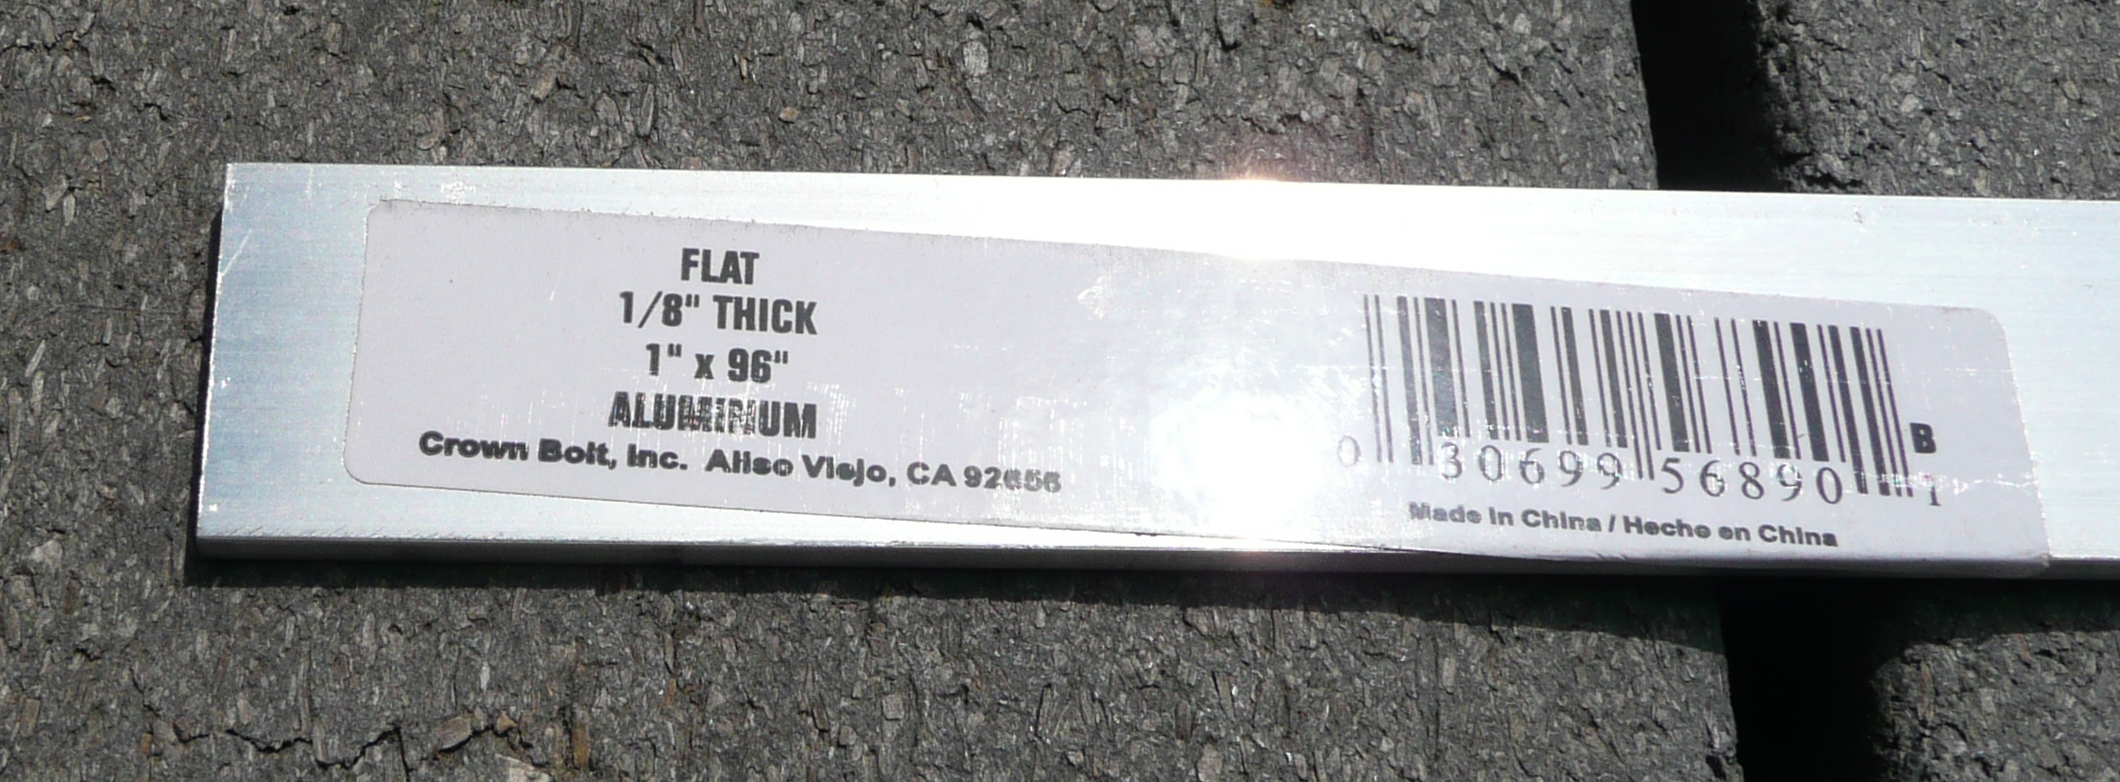 FLAT
1/8" THICK
1" x 96"
ALUMINUM
Crown Bolt, Inc. Aliso Viejo, CA 92656
B
0 30699 56890 1
Made in China / Hecho en China